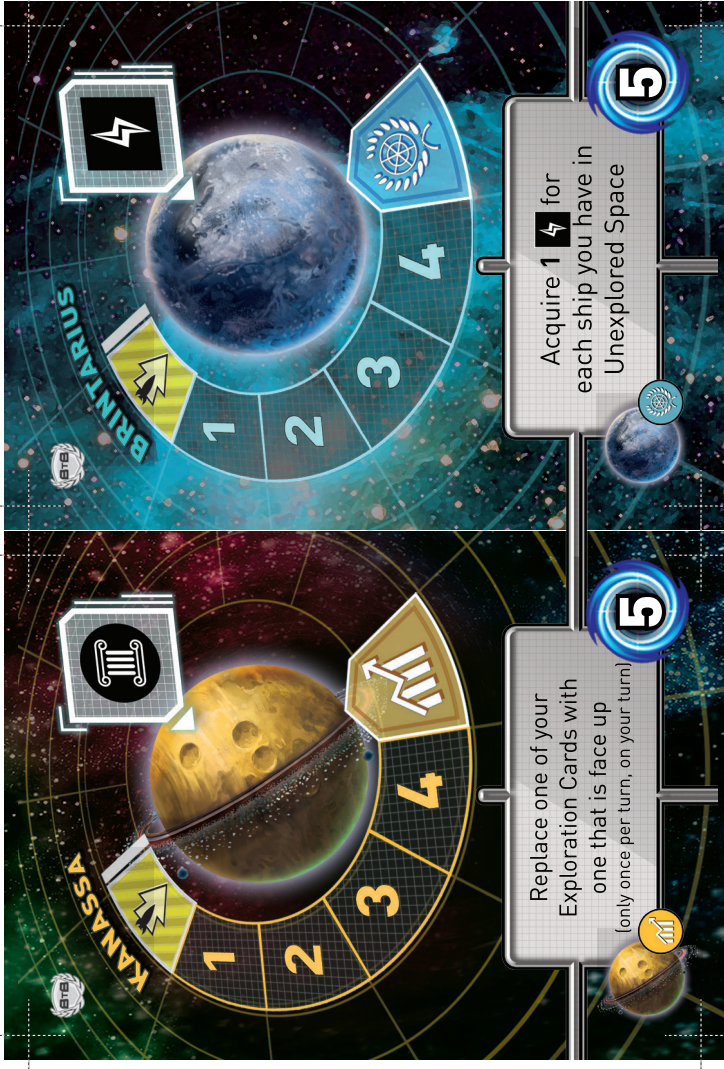 BTB
BRINTARIUS
1
2
3
4
5
Acquire 1 for
each ship you have in
Unexplored Space
BTB
KANASSA
1
2
3
4
5
Replace one of your
Exploration Cards with
one that is face up
(only once per turn, on your turn)